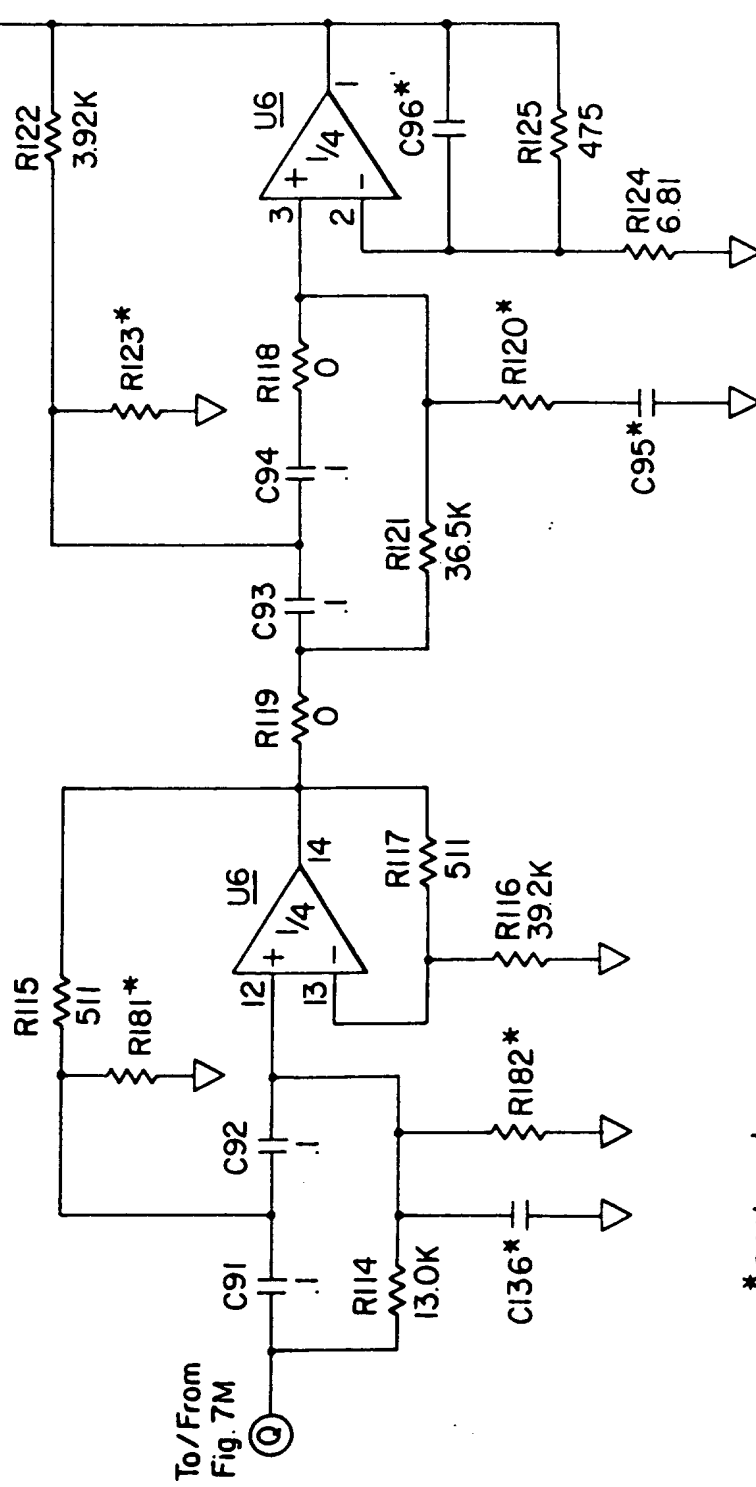 To/From
Fig. 7M
Q
C91
.1
R114
13.0K
C136*
R182*
C92
.1
R115
511
R181*
12
13
+
-
1/4
U6
14
R117
511
R116
39.2K
R119
0
C93
.1
R121
36.5K
C94
.1
R118
0
R120*
C95*
R123*
R122
3.92K
3
2
+
-
1/4
U6
1
C96*
R125
475
R124
6.81